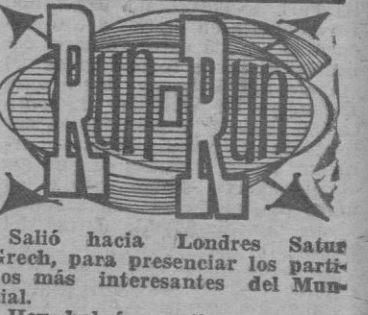 Run-Run
Salió hacia Londres Satur
Grech, para presenciar los parti-
os más interesantes del Mun-
ial.